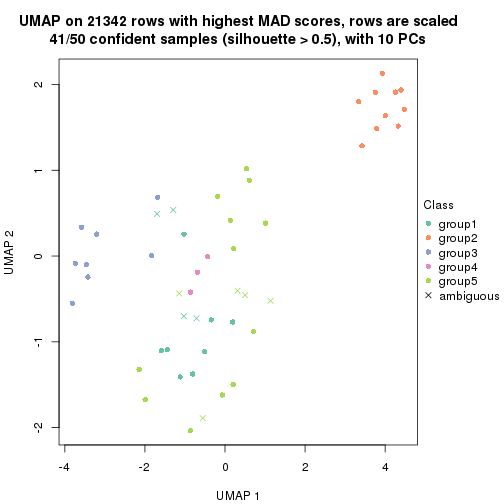 UMAP on 21342 rows with highest MAD scores, rows are scaled
41/50 confident samples (silhouette > 0.5), with 10 PCs
2
1
0
-1
-2
UMAP 2
-4
-2
0
2
4
UMAP 1
Class
group1
group2
group3
group4
group5
ambiguous